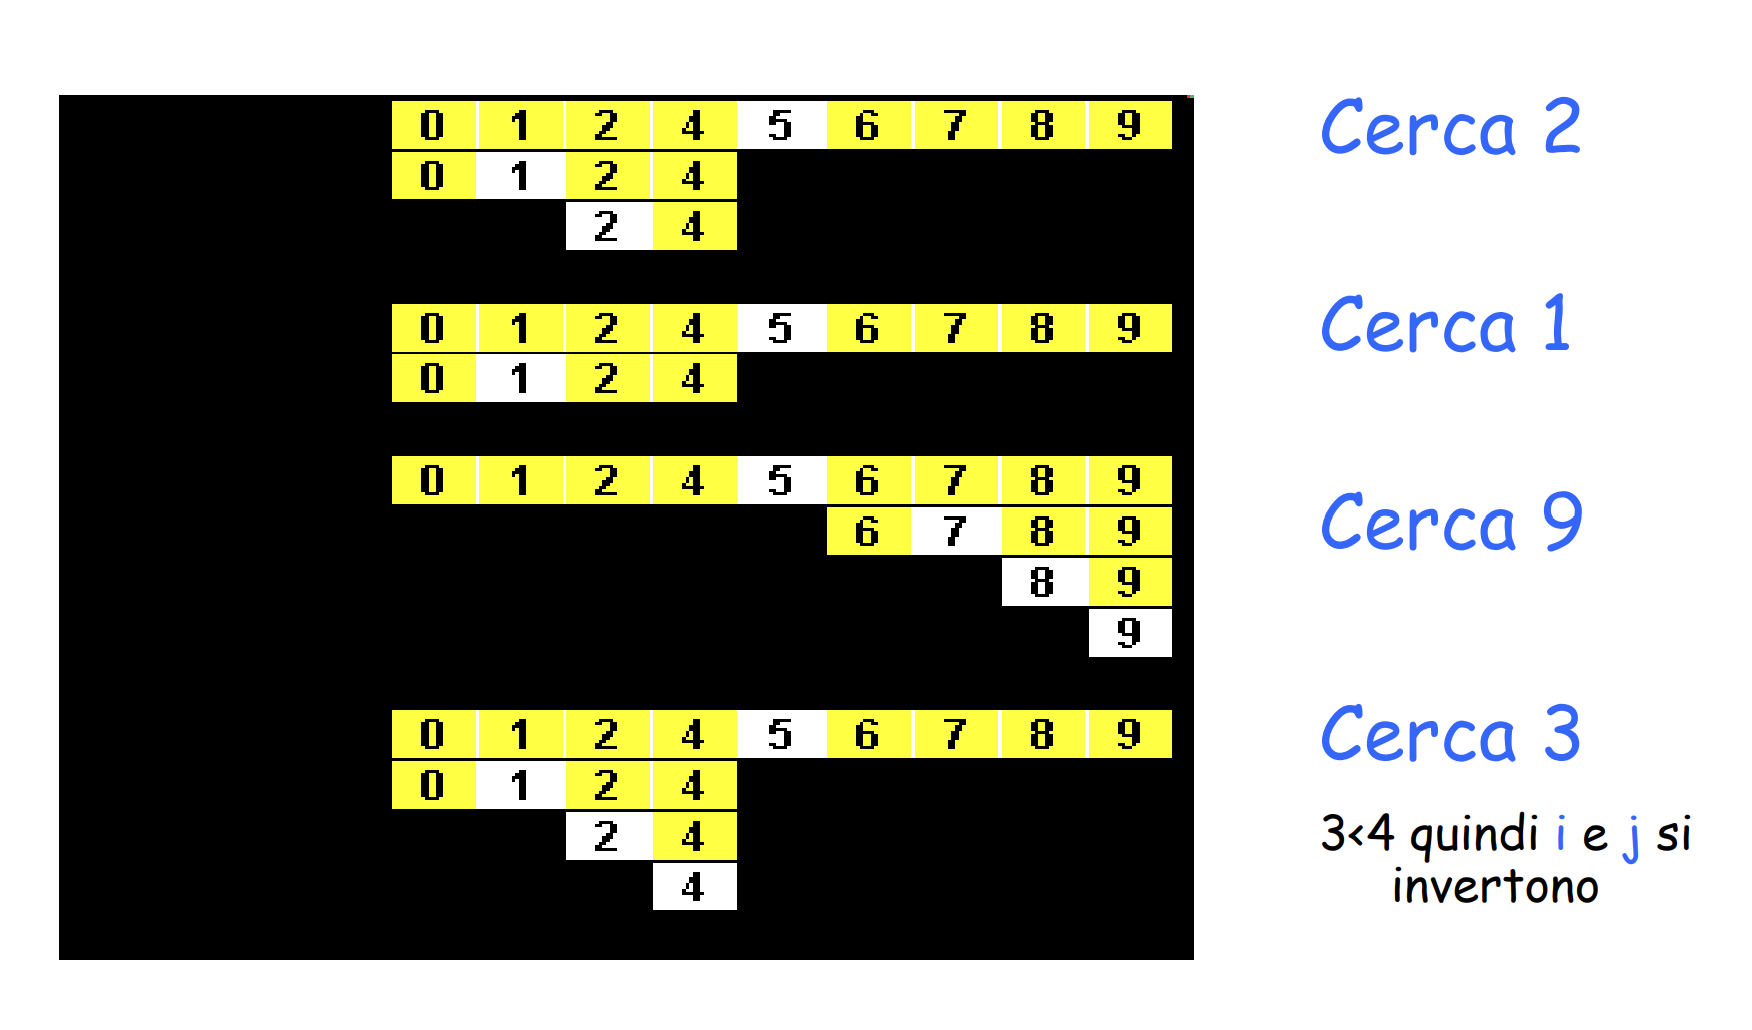 0 1 2 4 5 6 7 8 9
0 1 2 4
2 4
Cerca 2
0 1 2 4 5 6 7 8 9
0 1 2 4
Cerca 1
0 1 2 4 5 6 7 8 9
6 7 8 9
8 9
9
Cerca 9
0 1 2 4 5 6 7 8 9
0 1 2 4
2 4
4
Cerca 3
3<4 quindi i e j si
invertono